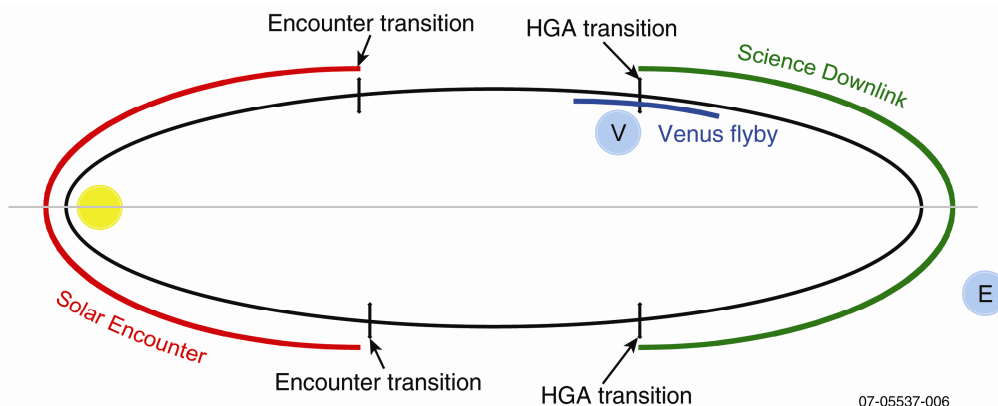 Encounter transition
HGA transition
Science Downlink
V
Venus flyby
E
Solar Encounter
Encounter transition
HGA transition
07-05537-006